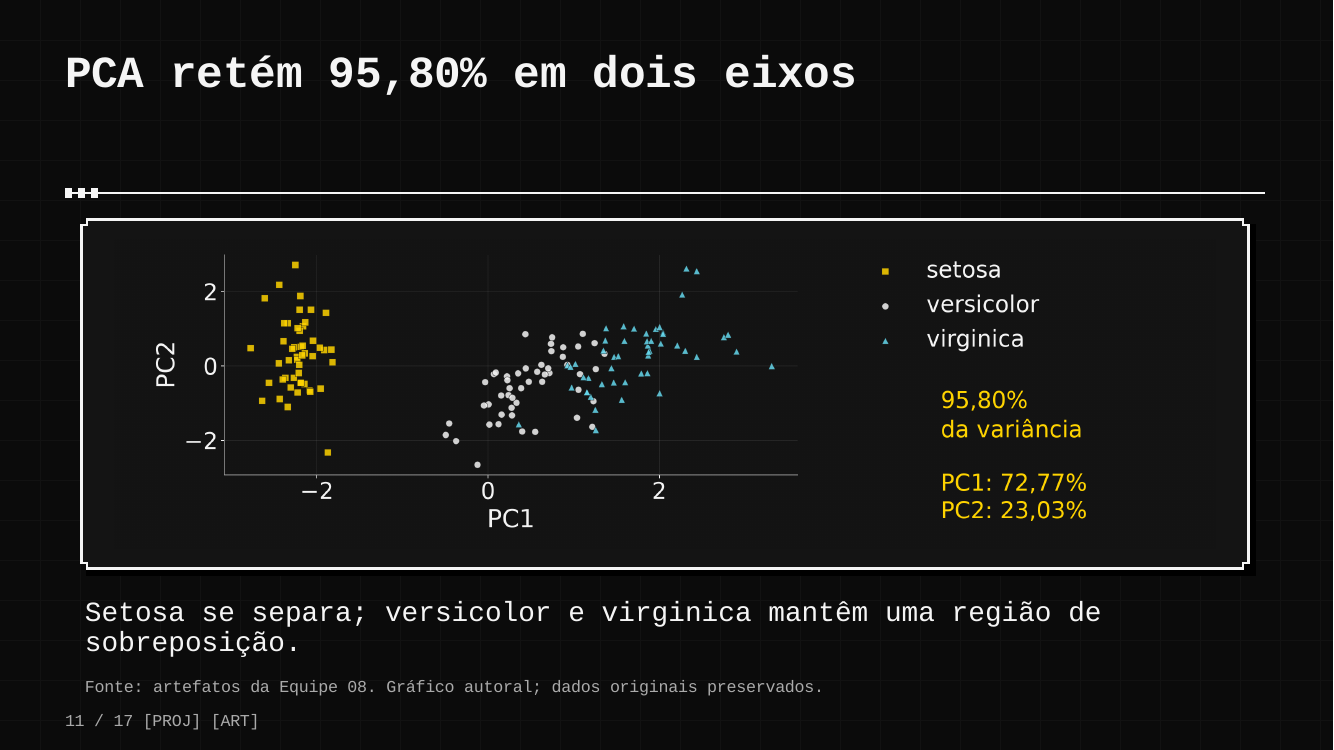 PCA retém 95,80% em dois eixos
setosa
versicolor
virginica
95,80%
da variância
PC1: 72,77%
PC2: 23,03%
PC2
2
0
−2
−2
0
2
PC1
Setosa se separa; versicolor e virginica mantêm uma região de
sobreposição.
Fonte: artefatos da Equipe 08. Gráfico autoral; dados originais preservados.
11 / 17 [PROJ] [ART]